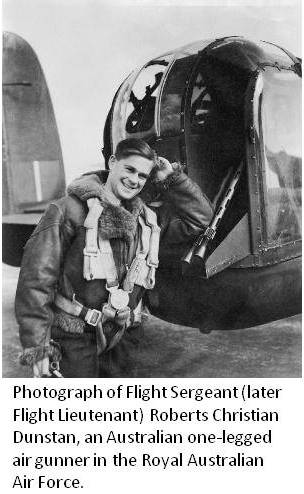 Photograph of Flight Sergeant (later
Flight Lieutenant) Roberts Christian
Dunstan, an Australian one-legged
air gunner in the Royal Australian
Air Force.